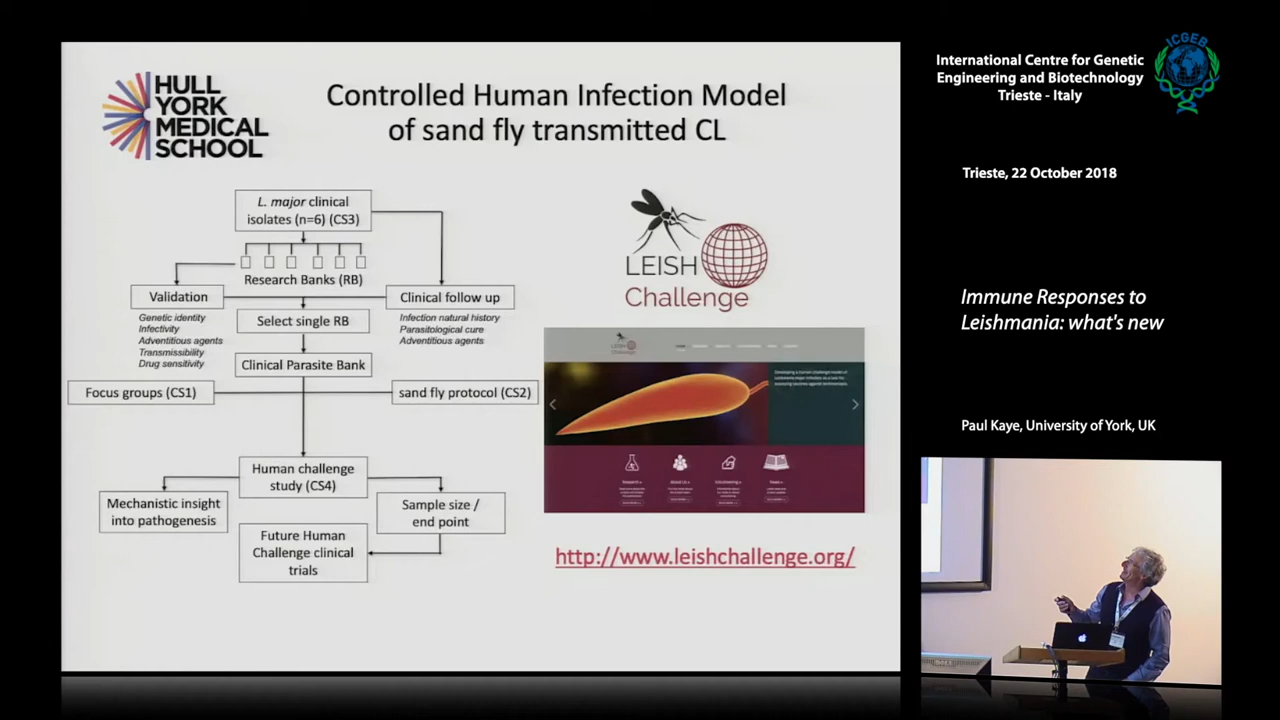 HULL
YORK
MEDICAL
SCHOOL
Controlled Human Infection Model
of sand fly transmitted CL
L. major clinical
isolates (n=6) (CS3)
Research Banks (RB)
Validation
Clinical follow up
Genetic identity
Infectivity
Adventitious agents
Transmissibility
Drug sensitivity
Select single RB
Infection natural history
Parasitological cure
Adventitious agents
Clinical Parasite Bank
Focus groups (CS1)
sand fly protocol (CS2)
Human challenge
study (CS4)
Mechanistic insight
into pathogenesis
Sample size /
end point
Future Human
Challenge clinical
trials
LEISH
Challenge
http://www.leishchallenge.org/
International Centre for Genetic
Engineering and Biotechnology
Trieste - Italy
ICGEB
Trieste, 22 October 2018
Immune Responses to
Leishmania: what's new
Paul Kaye, University of York, UK